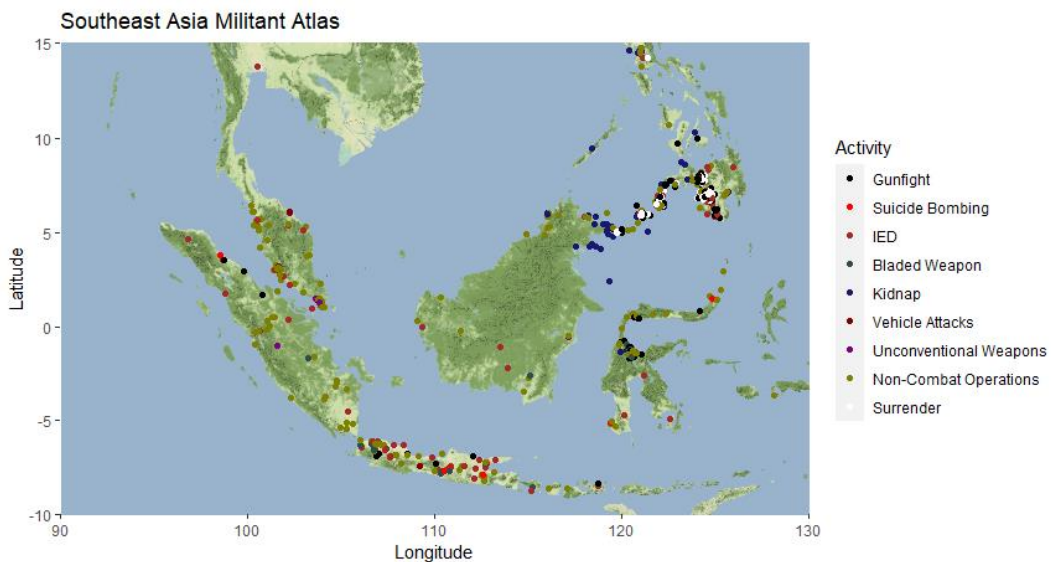 Southeast Asia Militant Atlas
15
10
5
0
-5
-10
Latitude
90
100
110
120
130
Longitude
Activity
Gunfight
Suicide Bombing
IED
Bladed Weapon
Kidnap
Vehicle Attacks
Unconventional Weapons
Non-Combat Operations
Surrender